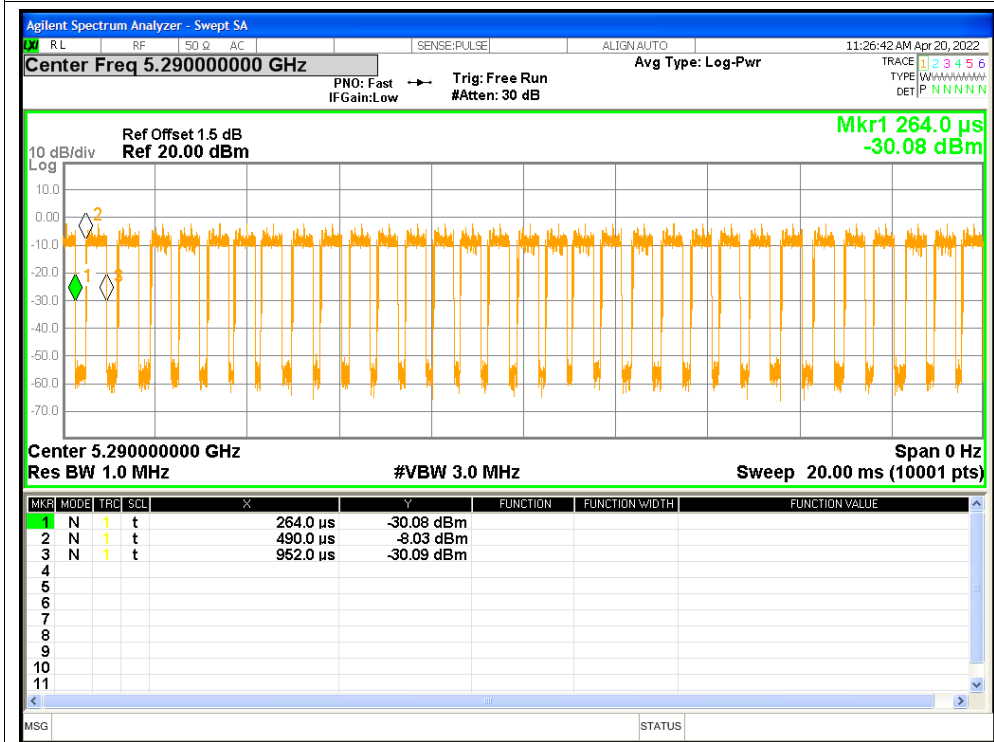 Agilent Spectrum Analyzer - Swept SA
LXI RL RF 50 Ω AC SENSE:PULSE ALIGN AUTO 11:26:42 AM Apr 20, 2022
Center Freq 5.290000000 GHz
PNO: Fast
IFGain:Low
Trig: Free Run
#Atten: 30 dB
Avg Type: Log-Pwr
TRACE 1 2 3 4 5 6
TYPE W
DET P N N N N N
Mkr1 264.0 µs
-30.08 dBm
Ref Offset 1.5 dB
10 dB/div Ref 20.00 dBm
Log
10.0
0.00
-10.0
-20.0
-30.0
-40.0
-50.0
-60.0
-70.0
2
1 3
Center 5.290000000 GHz Span 0 Hz
Res BW 1.0 MHz #VBW 3.0 MHz Sweep 20.00 ms (10001 pts)
MKR MODE TRC SCL X Y FUNCTION FUNCTION WIDTH FUNCTION VALUE
1 N 1 t 264.0 µs -30.08 dBm
2 N 1 t 490.0 µs -8.03 dBm
3 N 1 t 952.0 µs -30.09 dBm
4
5
6
7
8
9
10
11
MSG STATUS